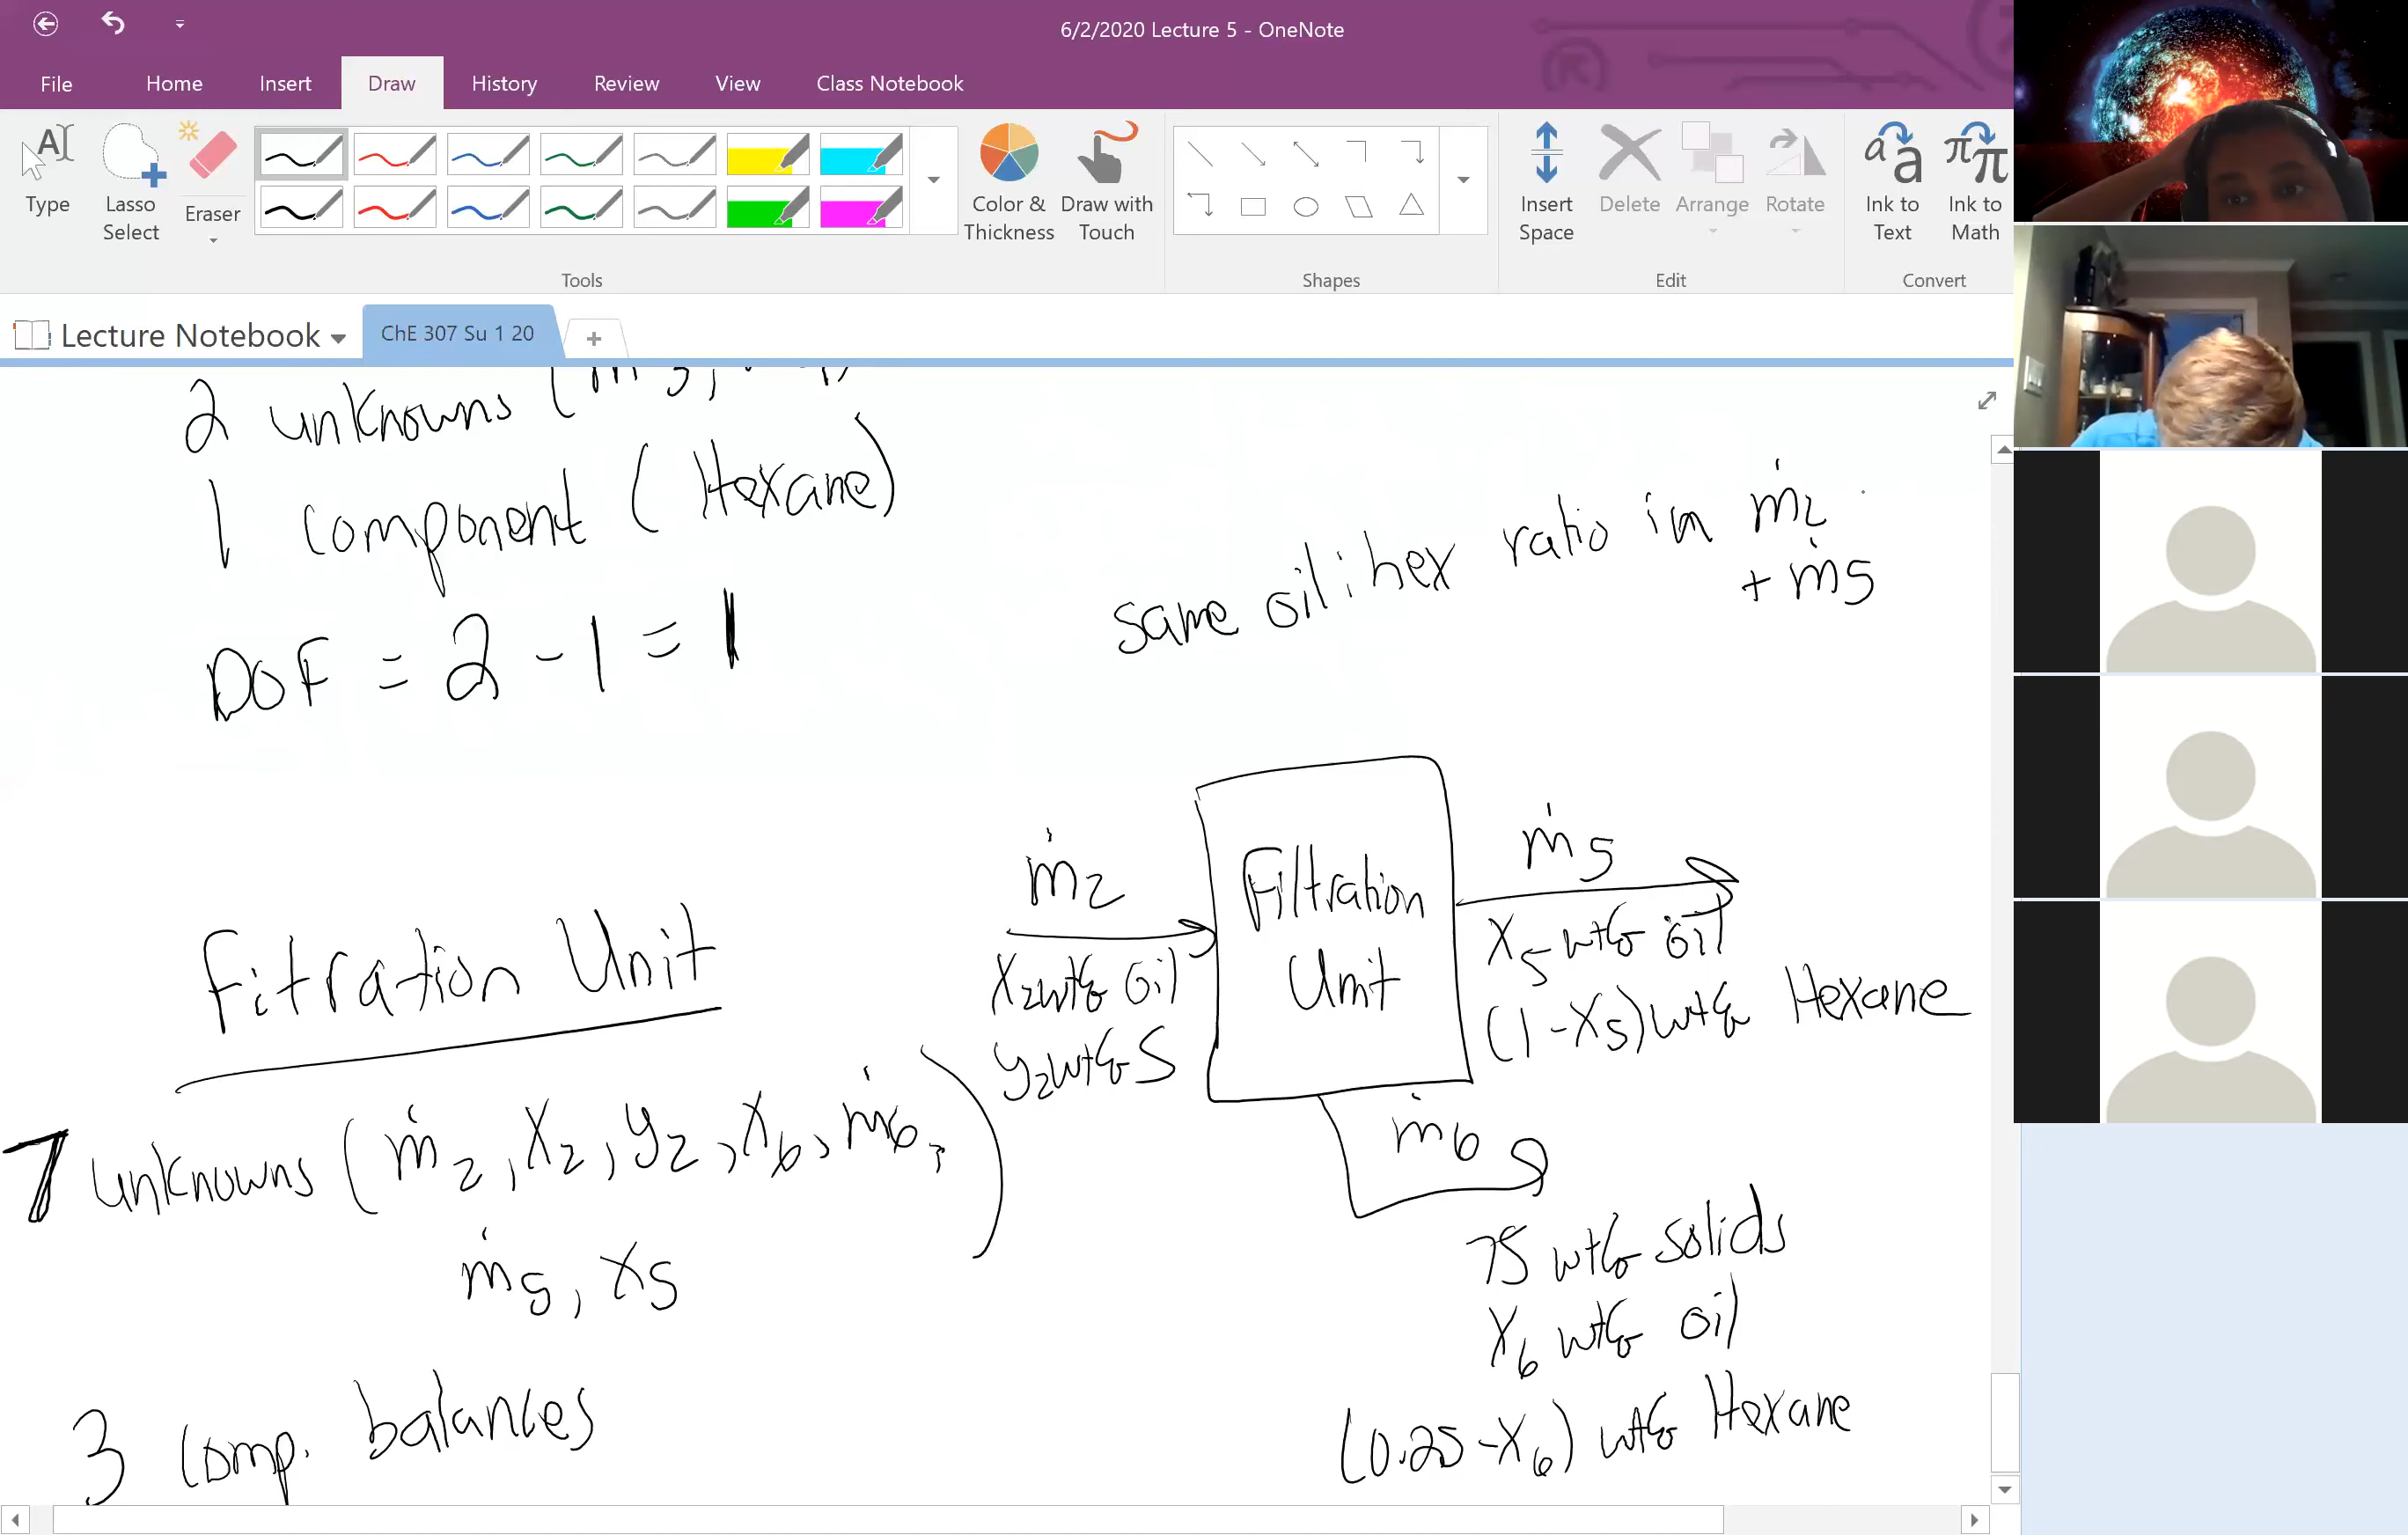 6/2/2020 Lecture 5 - OneNote
File Home Insert Draw History Review View Class Notebook
Type
Lasso Select
Eraser
Color & Thickness
Draw with Touch
Insert Space
Delete
Arrange
Rotate
Ink to Text
Ink to Math
Tools
Shapes
Edit
Convert
Lecture Notebook
ChE 307 Su 1 20
2 unknowns (ṁ5,
1 component (Hexane)
DOF = 2 - 1 = 1
same oil:hex ratio in ṁ2
+ ṁ5
Fitration Unit
7 unknowns (ṁ2, x2, y2, x6, ṁ6,
ṁ5, x5)
3 comp. balances
ṁ2
x2 wt% oil
y2 wt% S
Filtration
Unit
ṁ5
x5 wt% oil
(1-x5) wt% Hexane
ṁ6
75 wt% solids
x6 wt% oil
(0.25-x6) wt% Hexane